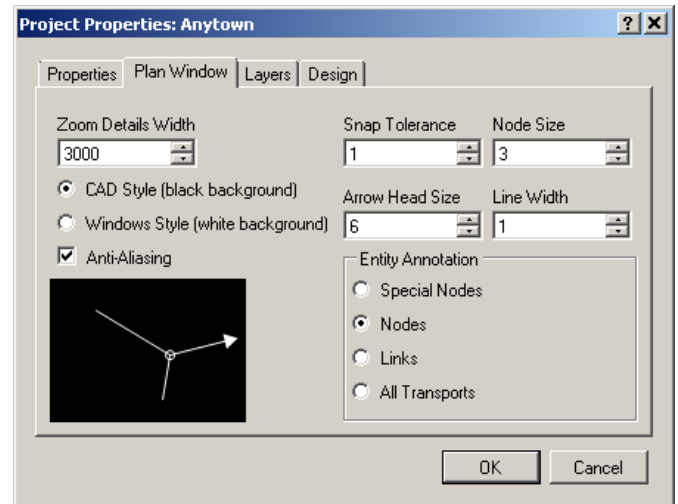 Project Properties: Anytown
Properties Plan Window Layers Design
Zoom Details Width
3000
CAD Style (black background)
Windows Style (white background)
Anti-Aliasing
Snap Tolerance Node Size
1 3
Arrow Head Size Line Width
6 1
Entity Annotation
Special Nodes
Nodes
Links
All Transports
OK Cancel